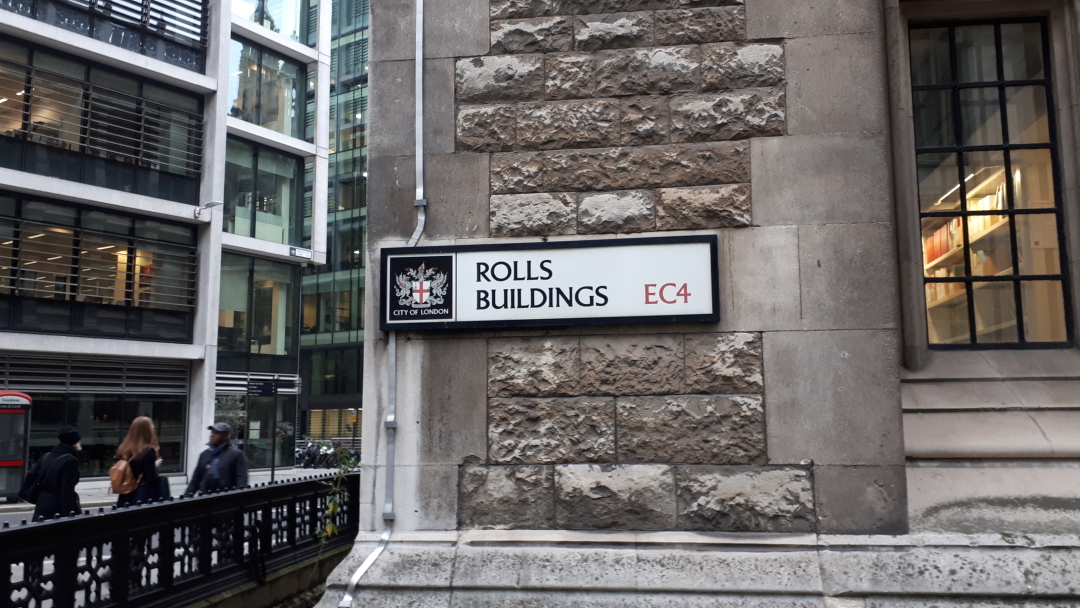 ROLLS
BUILDINGS
EC4
CITY OF LONDON